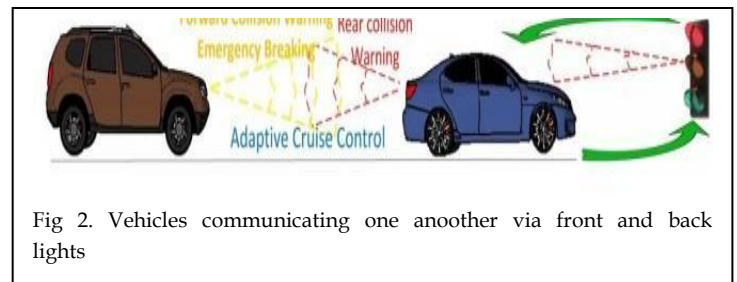 Forward Collision Warning
Rear collision
Emergency Breaking
Warning
Adaptive Cruise Control
Fig 2. Vehicles communicating one anoother via front and back
lights